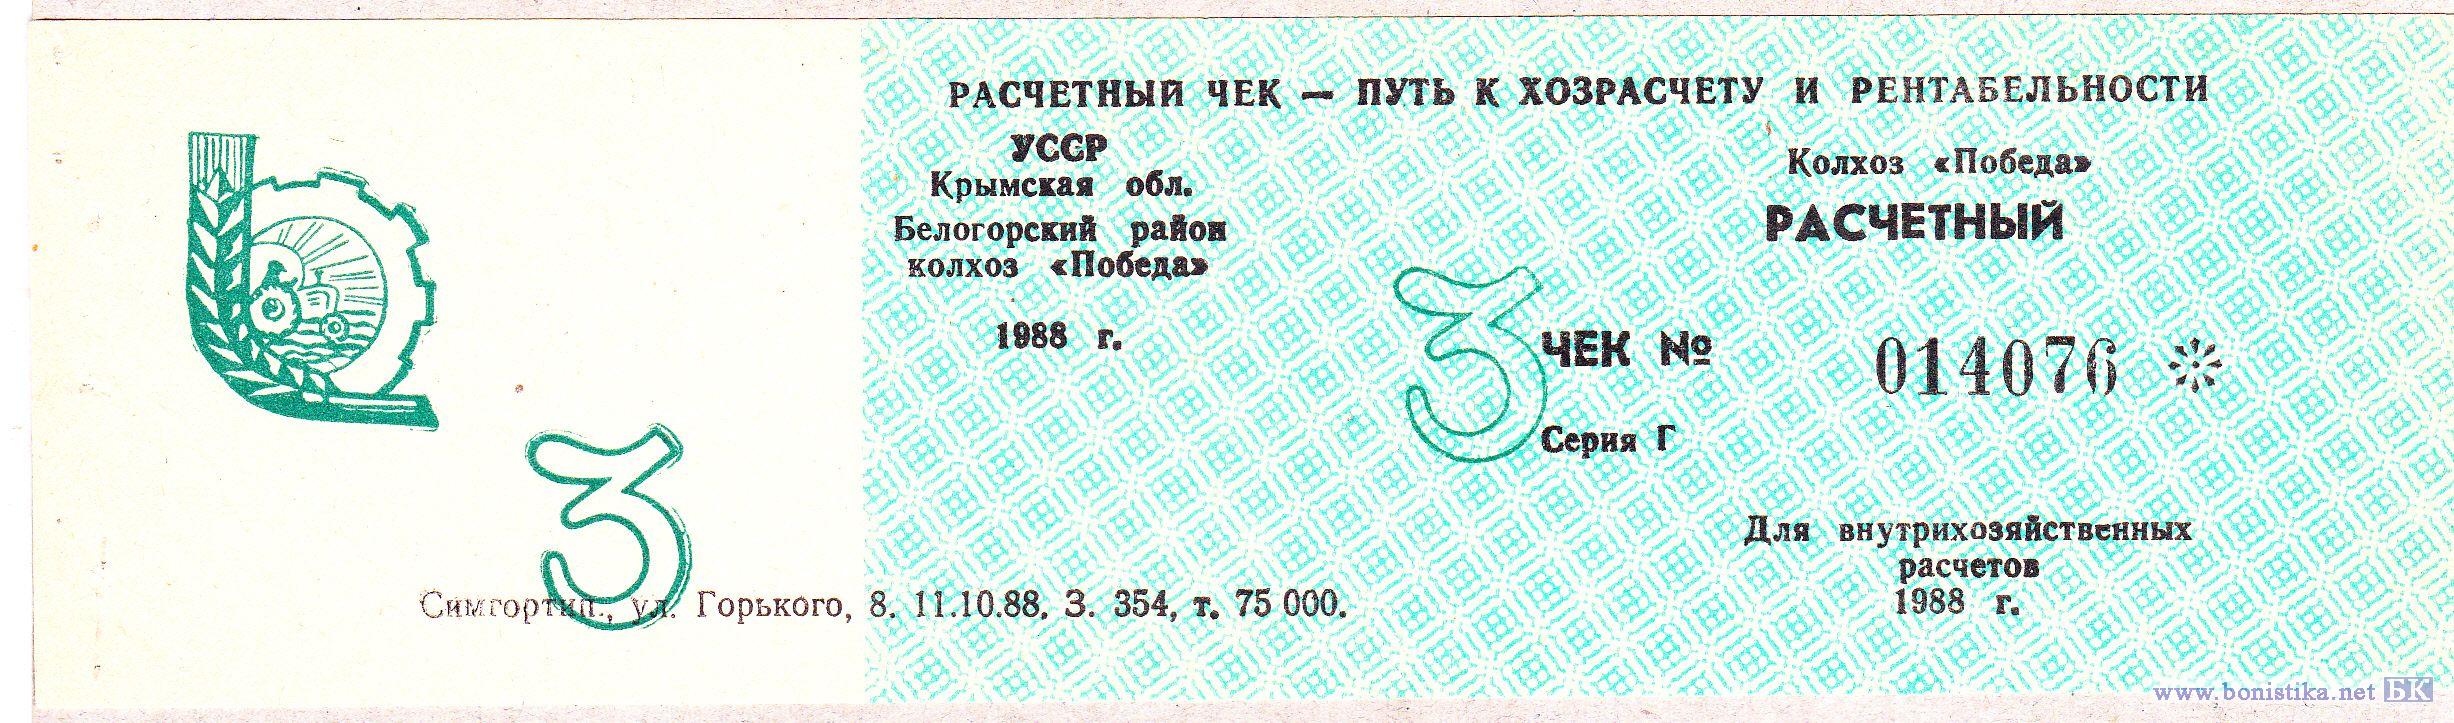 РАСЧЕТНЫЙ ЧЕК — ПУТЬ К ХОЗРАСЧЕТУ И РЕНТАБЕЛЬНОСТИ
УССР
Крымская обл.
Белогорский район
колхоз «Победа»
1988 г.
Колхоз «Победа»
РАСЧЕТНЫЙ
3
ЧЕК № 014076
Серия Г
Для внутрихозяйственных
расчетов
1988 г.
3
Симгортип., ул. Горького, 8. 11.10.88. З. 354, т. 75 000.
www.bonistika.net БК